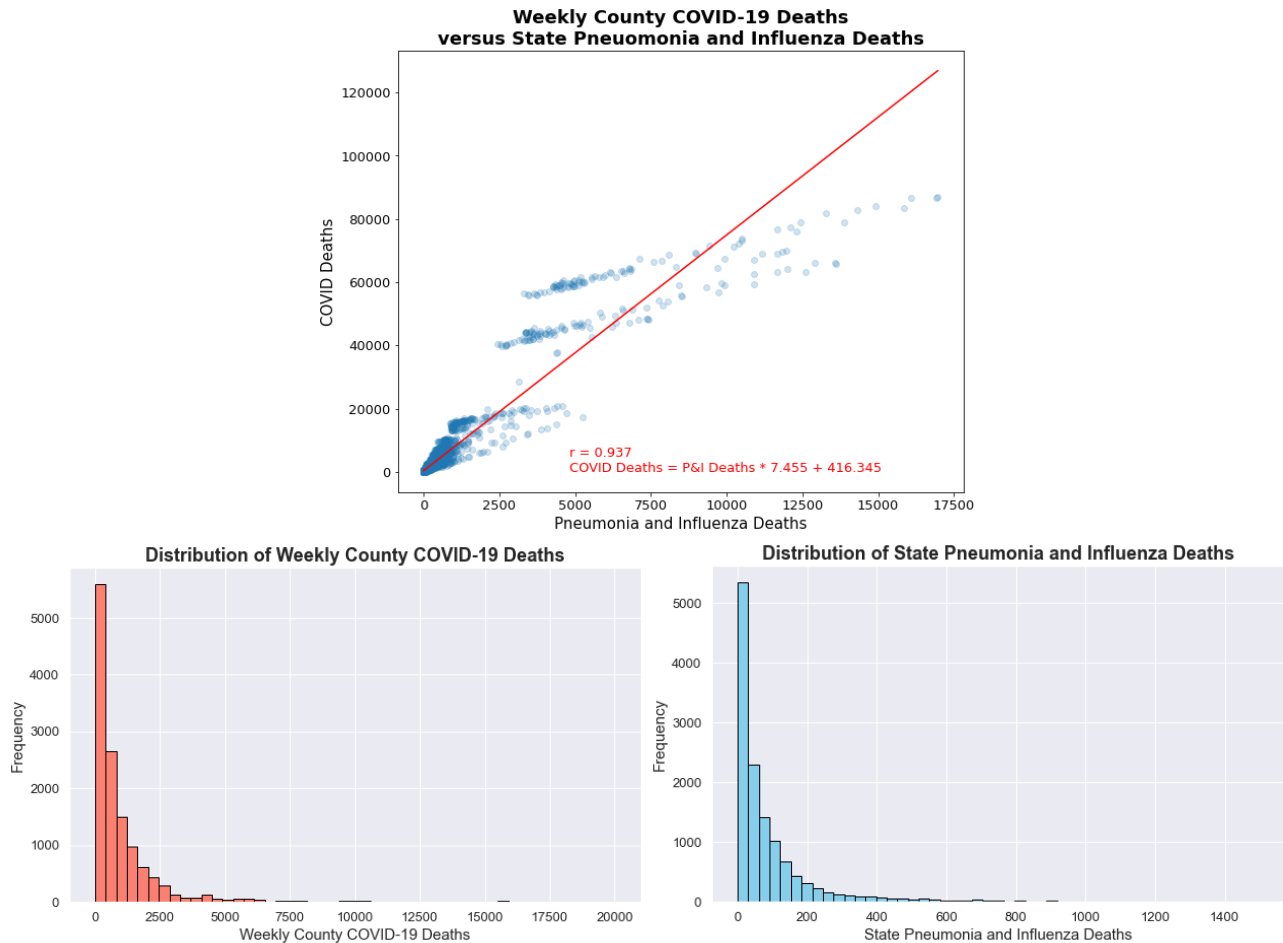 Weekly County COVID-19 Deaths
versus State Pneuomonia and Influenza Deaths
120000
100000
80000
60000
40000
20000
0
COVID Deaths
r = 0.937
COVID Deaths = P&I Deaths * 7.455 + 416.345
0 2500 5000 7500 10000 12500 15000 17500
Pneumonia and Influenza Deaths
Distribution of Weekly County COVID-19 Deaths
5000
4000
3000
2000
1000
0
Frequency
0 2500 5000 7500 10000 12500 15000 17500 20000
Weekly County COVID-19 Deaths
Distribution of State Pneumonia and Influenza Deaths
5000
4000
3000
2000
1000
0
Frequency
0 200 400 600 800 1000 1200 1400
State Pneumonia and Influenza Deaths